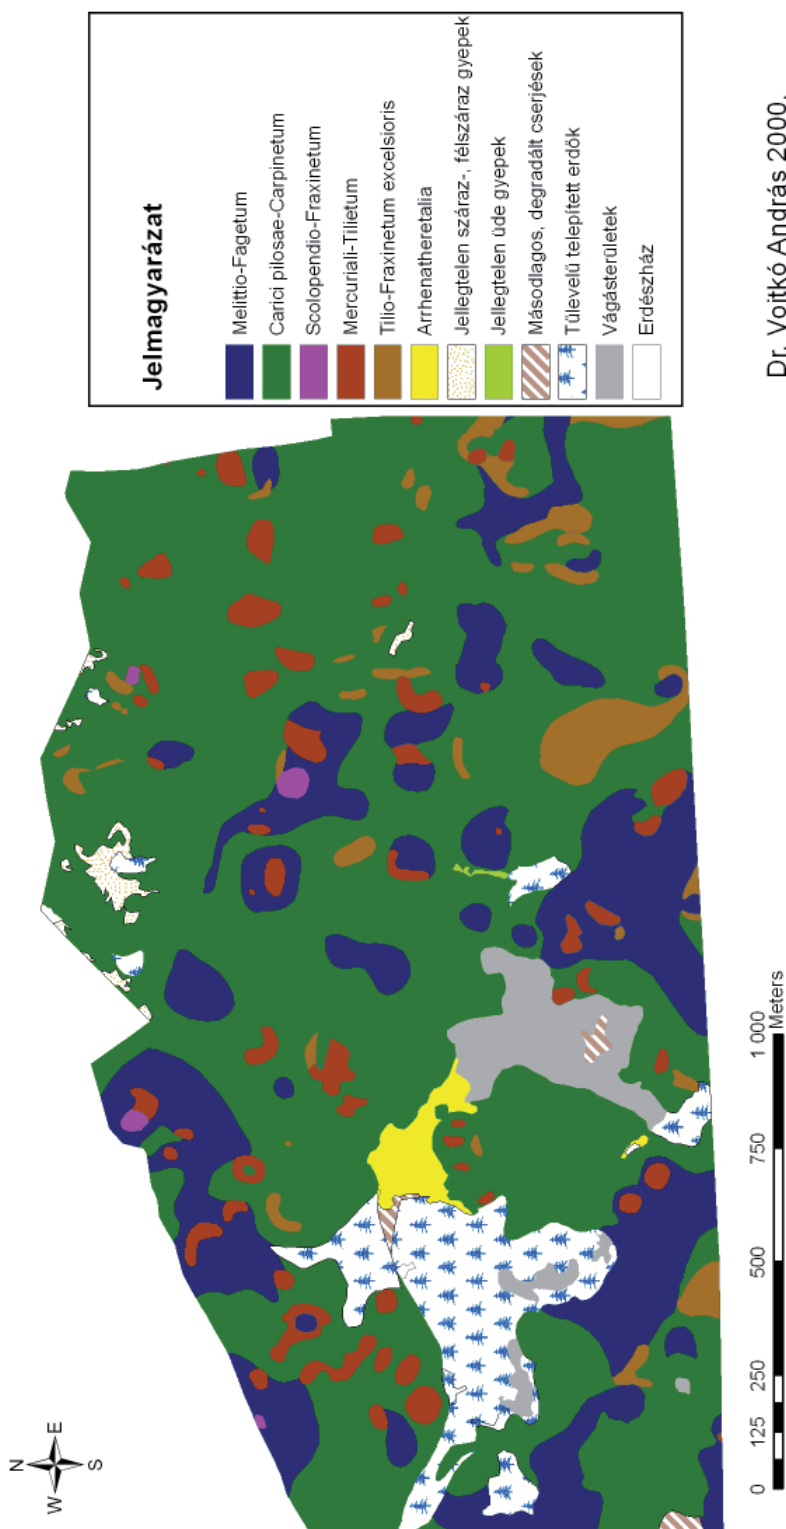 Jelmagyarázat
Melittio-Fagetum
Carici pilosae-Carpinetum
Scolopendio-Fraxinetum
Mercuriali-Tilietum
Tilio-Fraxinetum excelsioris
Arrhenatheretalia
Jellegtelen száraz-, félszáraz gyepek
Jellegtelen üde gyepek
Másodlagos, degradált cserjések
Tűlevelű telepített erdők
Vágásterületek
Erdészház
N
W E
S
0 125 250 500 750 1 000
Meters
Dr. Vojtkó András 2000.